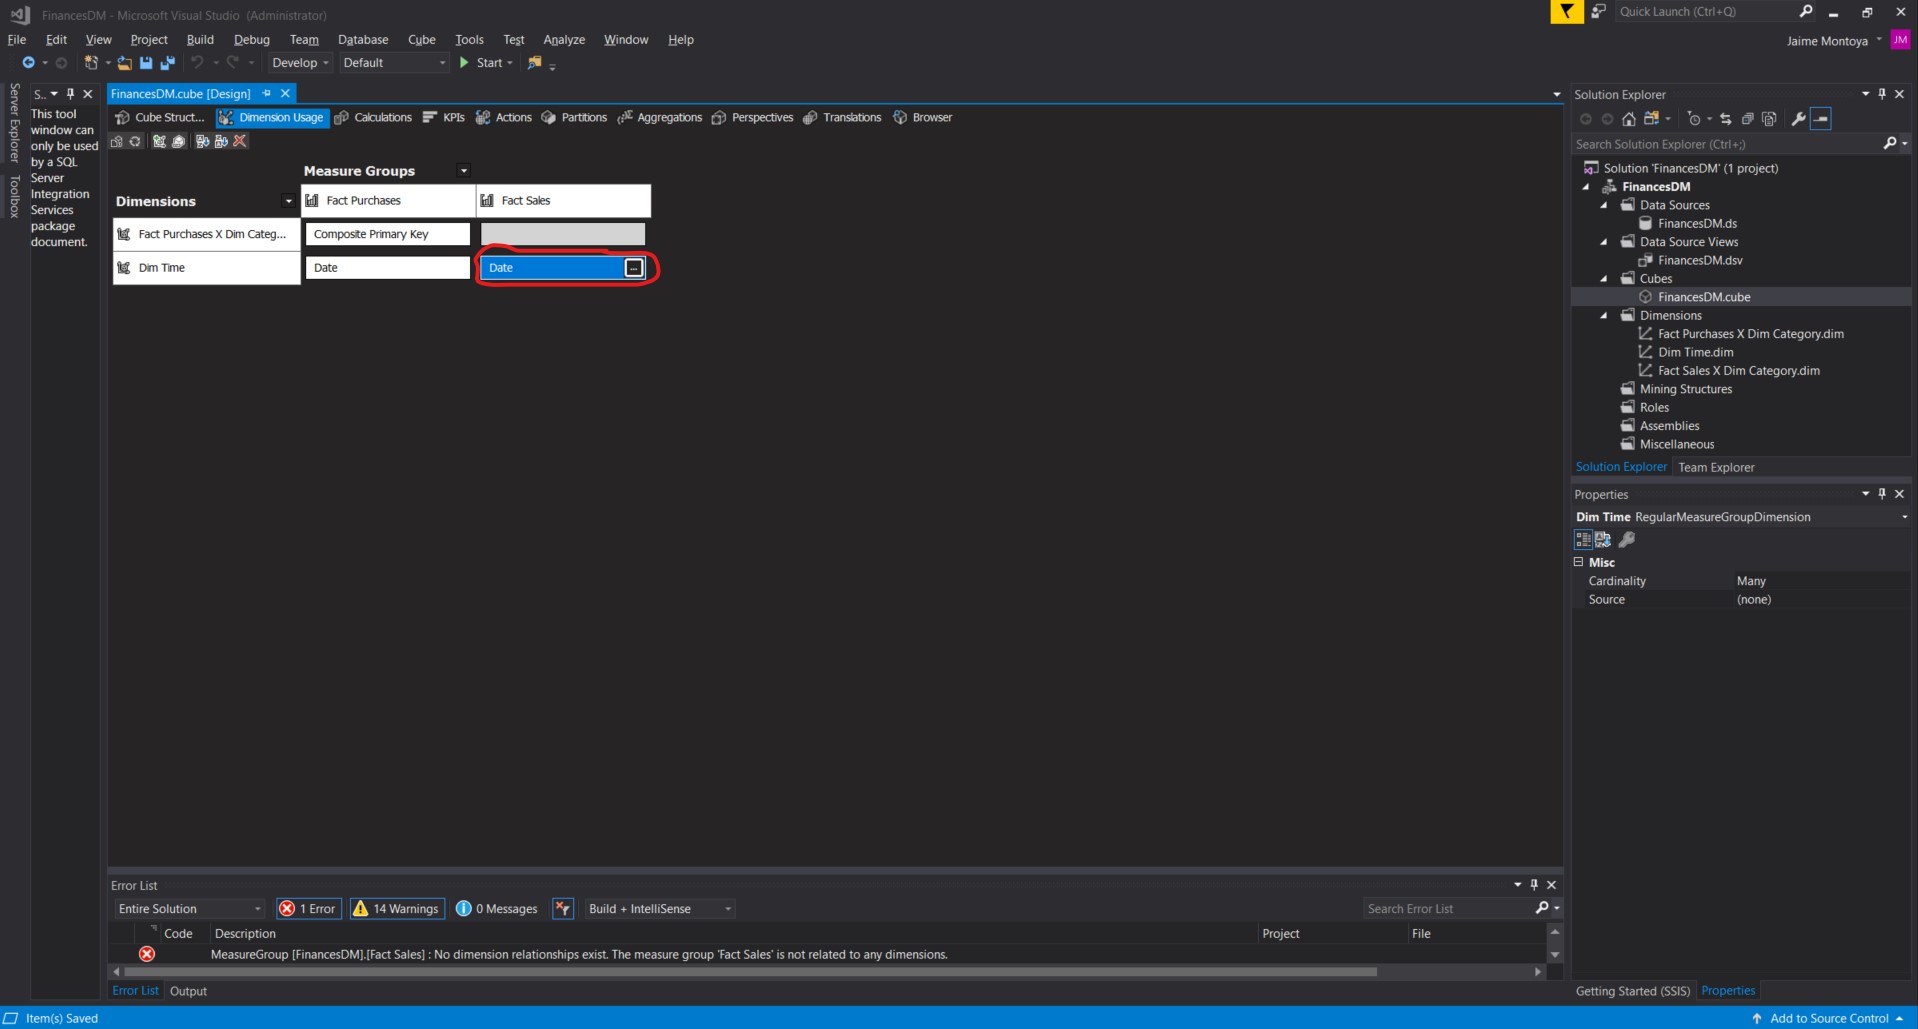 FinancesDM - Microsoft Visual Studio (Administrator)
Quick Launch (Ctrl+Q)
File Edit View Project Build Debug Team Database Cube Tools Test Analyze Window Help
Jaime Montoya JM
Develop Default Start
Server Explorer
Toolbox
S..
This tool
window can
only be used
by a SQL
Server
Integration
Services
package
document.
FinancesDM.cube [Design]
Cube Struct... Dimension Usage Calculations KPIs Actions Partitions Aggregations Perspectives Translations Browser
Measure Groups
Dimensions
Fact Purchases Fact Sales
Fact Purchases X Dim Categ... Composite Primary Key
Dim Time Date Date ...
Error List
Entire Solution 1 Error 14 Warnings 0 Messages Build + IntelliSense Search Error List
Code Description Project File
MeasureGroup [FinancesDM].[Fact Sales] : No dimension relationships exist. The measure group 'Fact Sales' is not related to any dimensions.
Error List Output
Solution Explorer
Search Solution Explorer (Ctrl+;)
Solution 'FinancesDM' (1 project)
FinancesDM
Data Sources
FinancesDM.ds
Data Source Views
FinancesDM.dsv
Cubes
FinancesDM.cube
Dimensions
Fact Purchases X Dim Category.dim
Dim Time.dim
Fact Sales X Dim Category.dim
Mining Structures
Roles
Assemblies
Miscellaneous
Solution Explorer Team Explorer
Properties
Dim Time RegularMeasureGroupDimension
Misc
Cardinality Many
Source (none)
Getting Started (SSIS) Properties
Item(s) Saved
Add to Source Control